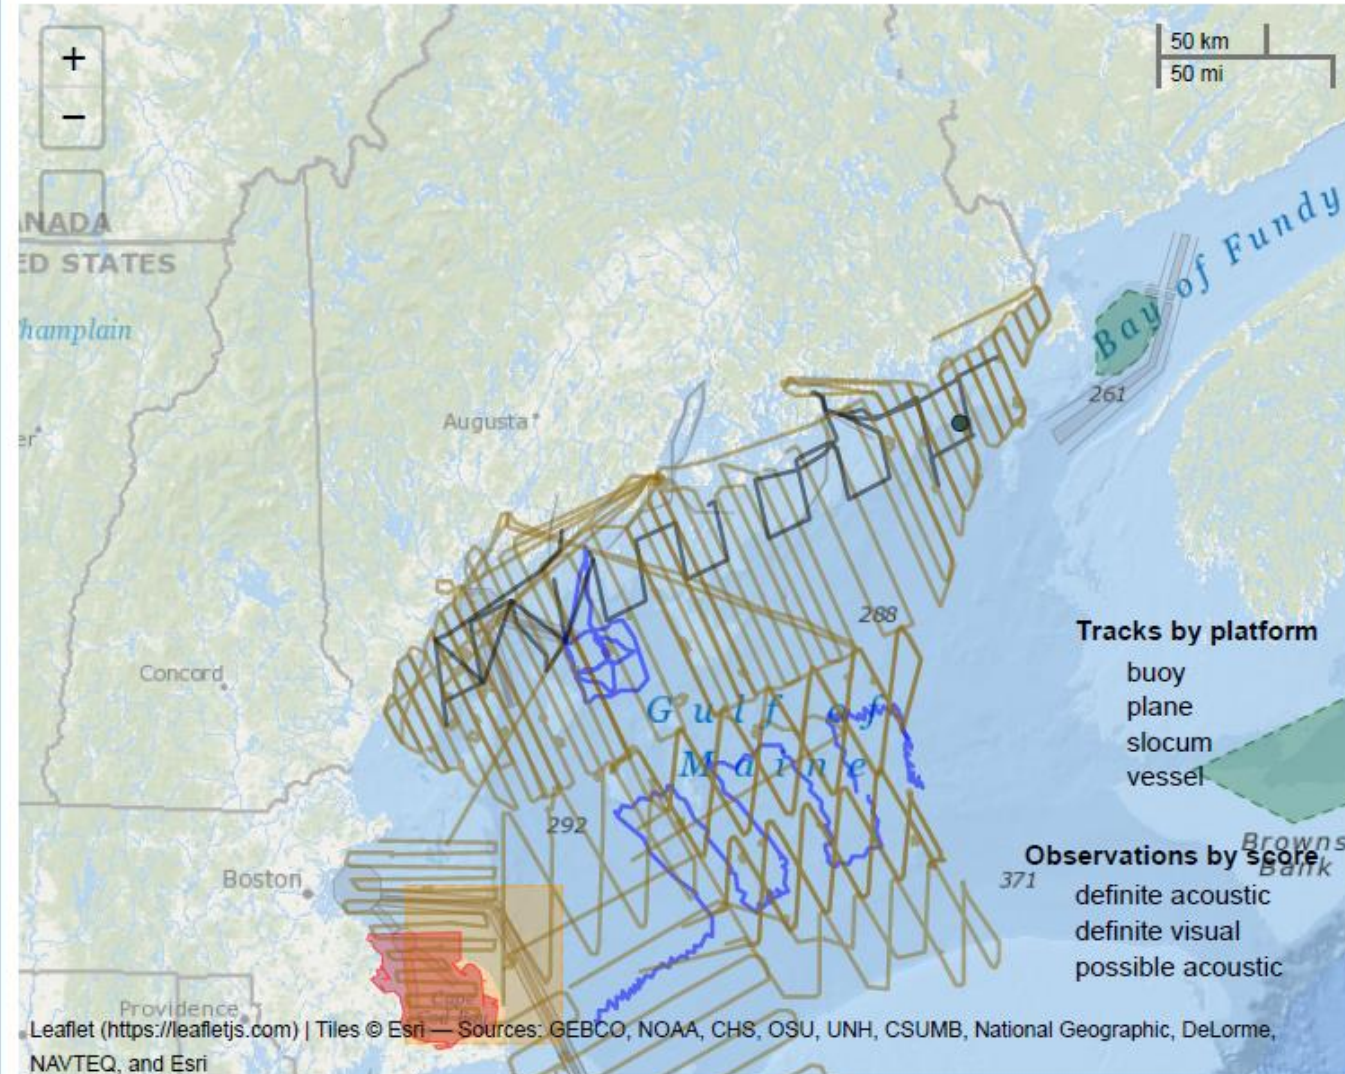 +
50 km
50 mi
−
ANADA
ED STATES
hamplain
Bay of Fundy
261
Augusta
er
288
Tracks by platform
buoy
Concord
plane
Gulf of
slocum
Maine
vessel
292
Browns
Bank
Observations by score
371
Boston
definite acoustic
definite visual
possible acoustic
Providence
Leaflet (https://leafletjs.com) | Tiles © Esri — Sources: GEBCO, NOAA, CHS, OSU, UNH, CSUMB, National Geographic, DeLorme,
NAVTEQ, and Esri